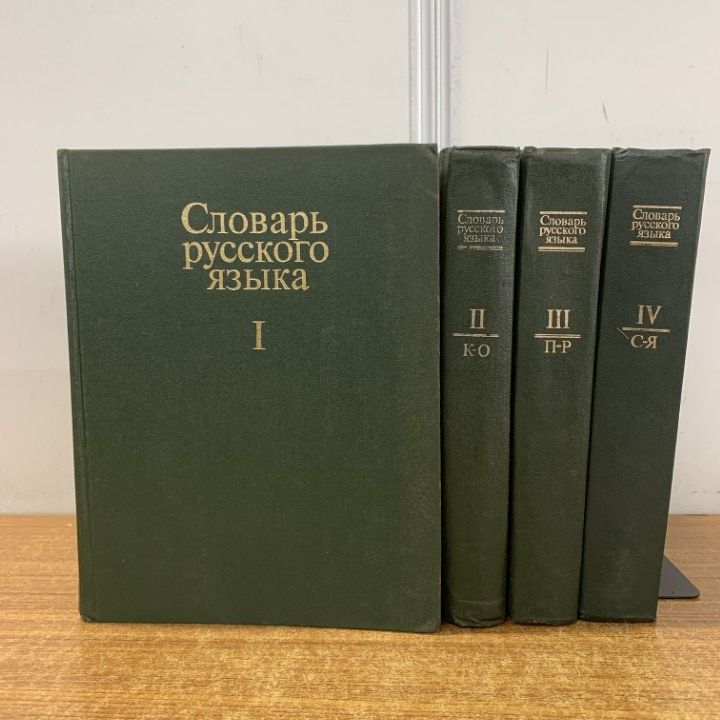 Словарь
русского
языка
I
Словарь
русского
языка
II
К-О
Словарь
русского
языка
III
П-Р
Словарь
русского
языка
IV
С-Я